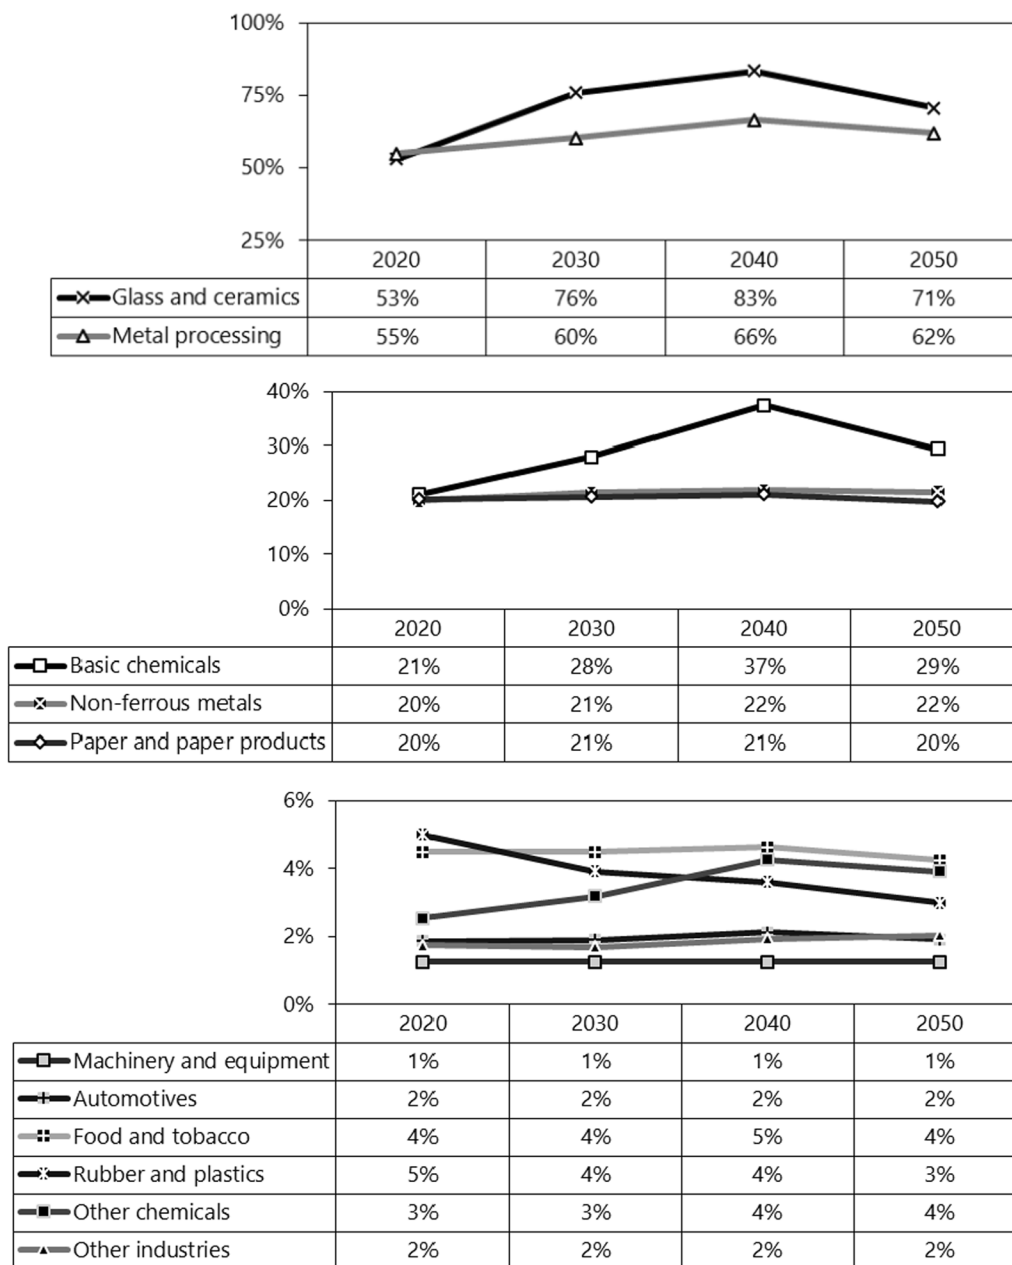 100%
75%
50%
25%
2020 2030 2040 2050
Glass and ceramics 53% 76% 83% 71%
Metal processing 55% 60% 66% 62%
40%
30%
20%
10%
0%
2020 2030 2040 2050
Basic chemicals 21% 28% 37% 29%
Non-ferrous metals 20% 21% 22% 22%
Paper and paper products 20% 21% 21% 20%
6%
4%
2%
0%
2020 2030 2040 2050
Machinery and equipment 1% 1% 1% 1%
Automotives 2% 2% 2% 2%
Food and tobacco 4% 4% 5% 4%
Rubber and plastics 5% 4% 4% 3%
Other chemicals 3% 3% 4% 4%
Other industries 2% 2% 2% 2%